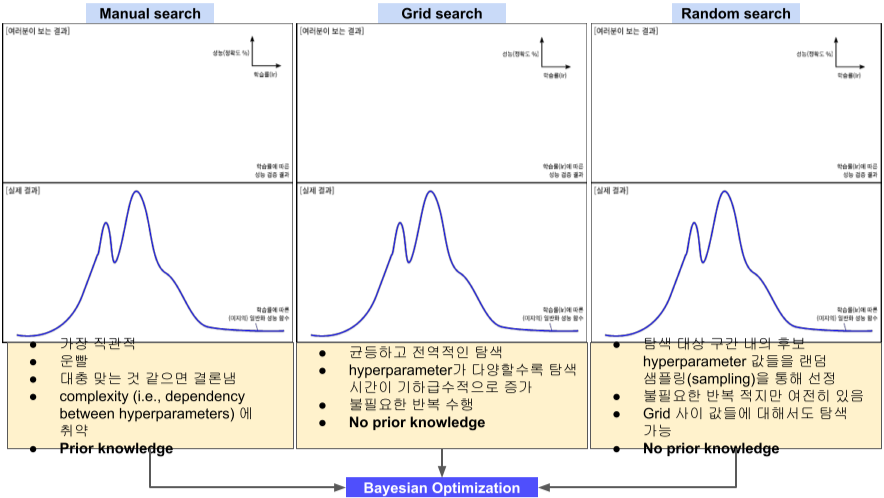 Manual search
[여러분이 보는 결과]
성능(정확도 %)
학습률(lr)
학습률에 따른
성능 검증 결과
[실제 결과]
학습률에 따른
(미지의) 일반화 성능 함수
● 가장 직관적
● 운빨
● 대충 맞는 것 같으면 결론냄
● complexity (i.e., dependency
between hyperparameters) 에
취약
● Prior knowledge
Grid search
[여러분이 보는 결과]
성능(정확도 %)
학습률(lr)
학습률(lr)에 따른
성능 검증 결과
[실제 결과]
학습률(lr)에 따른
(미지의) 일반화 성능 함수
● 균등하고 전역적인 탐색
● hyperparameter가 다양할수록 탐색
시간이 기하급수적으로 증가
● 불필요한 반복 수행
● No prior knowledge
Random search
[여러분이 보는 결과]
성능(정확도 %)
학습률(lr)
학습률(lr)에 따른
성능 검증 결과
[실제 결과]
학습률(lr)에 따른
(미지의) 일반화 성능 함수
● 탐색 대상 구간 내의 후보
hyperparameter 값들을 랜덤
샘플링(sampling)을 통해 선정
● 불필요한 반복 적지만 여전히 있음
● Grid 사이 값들에 대해서도 탐색
가능
● No prior knowledge
Bayesian Optimization